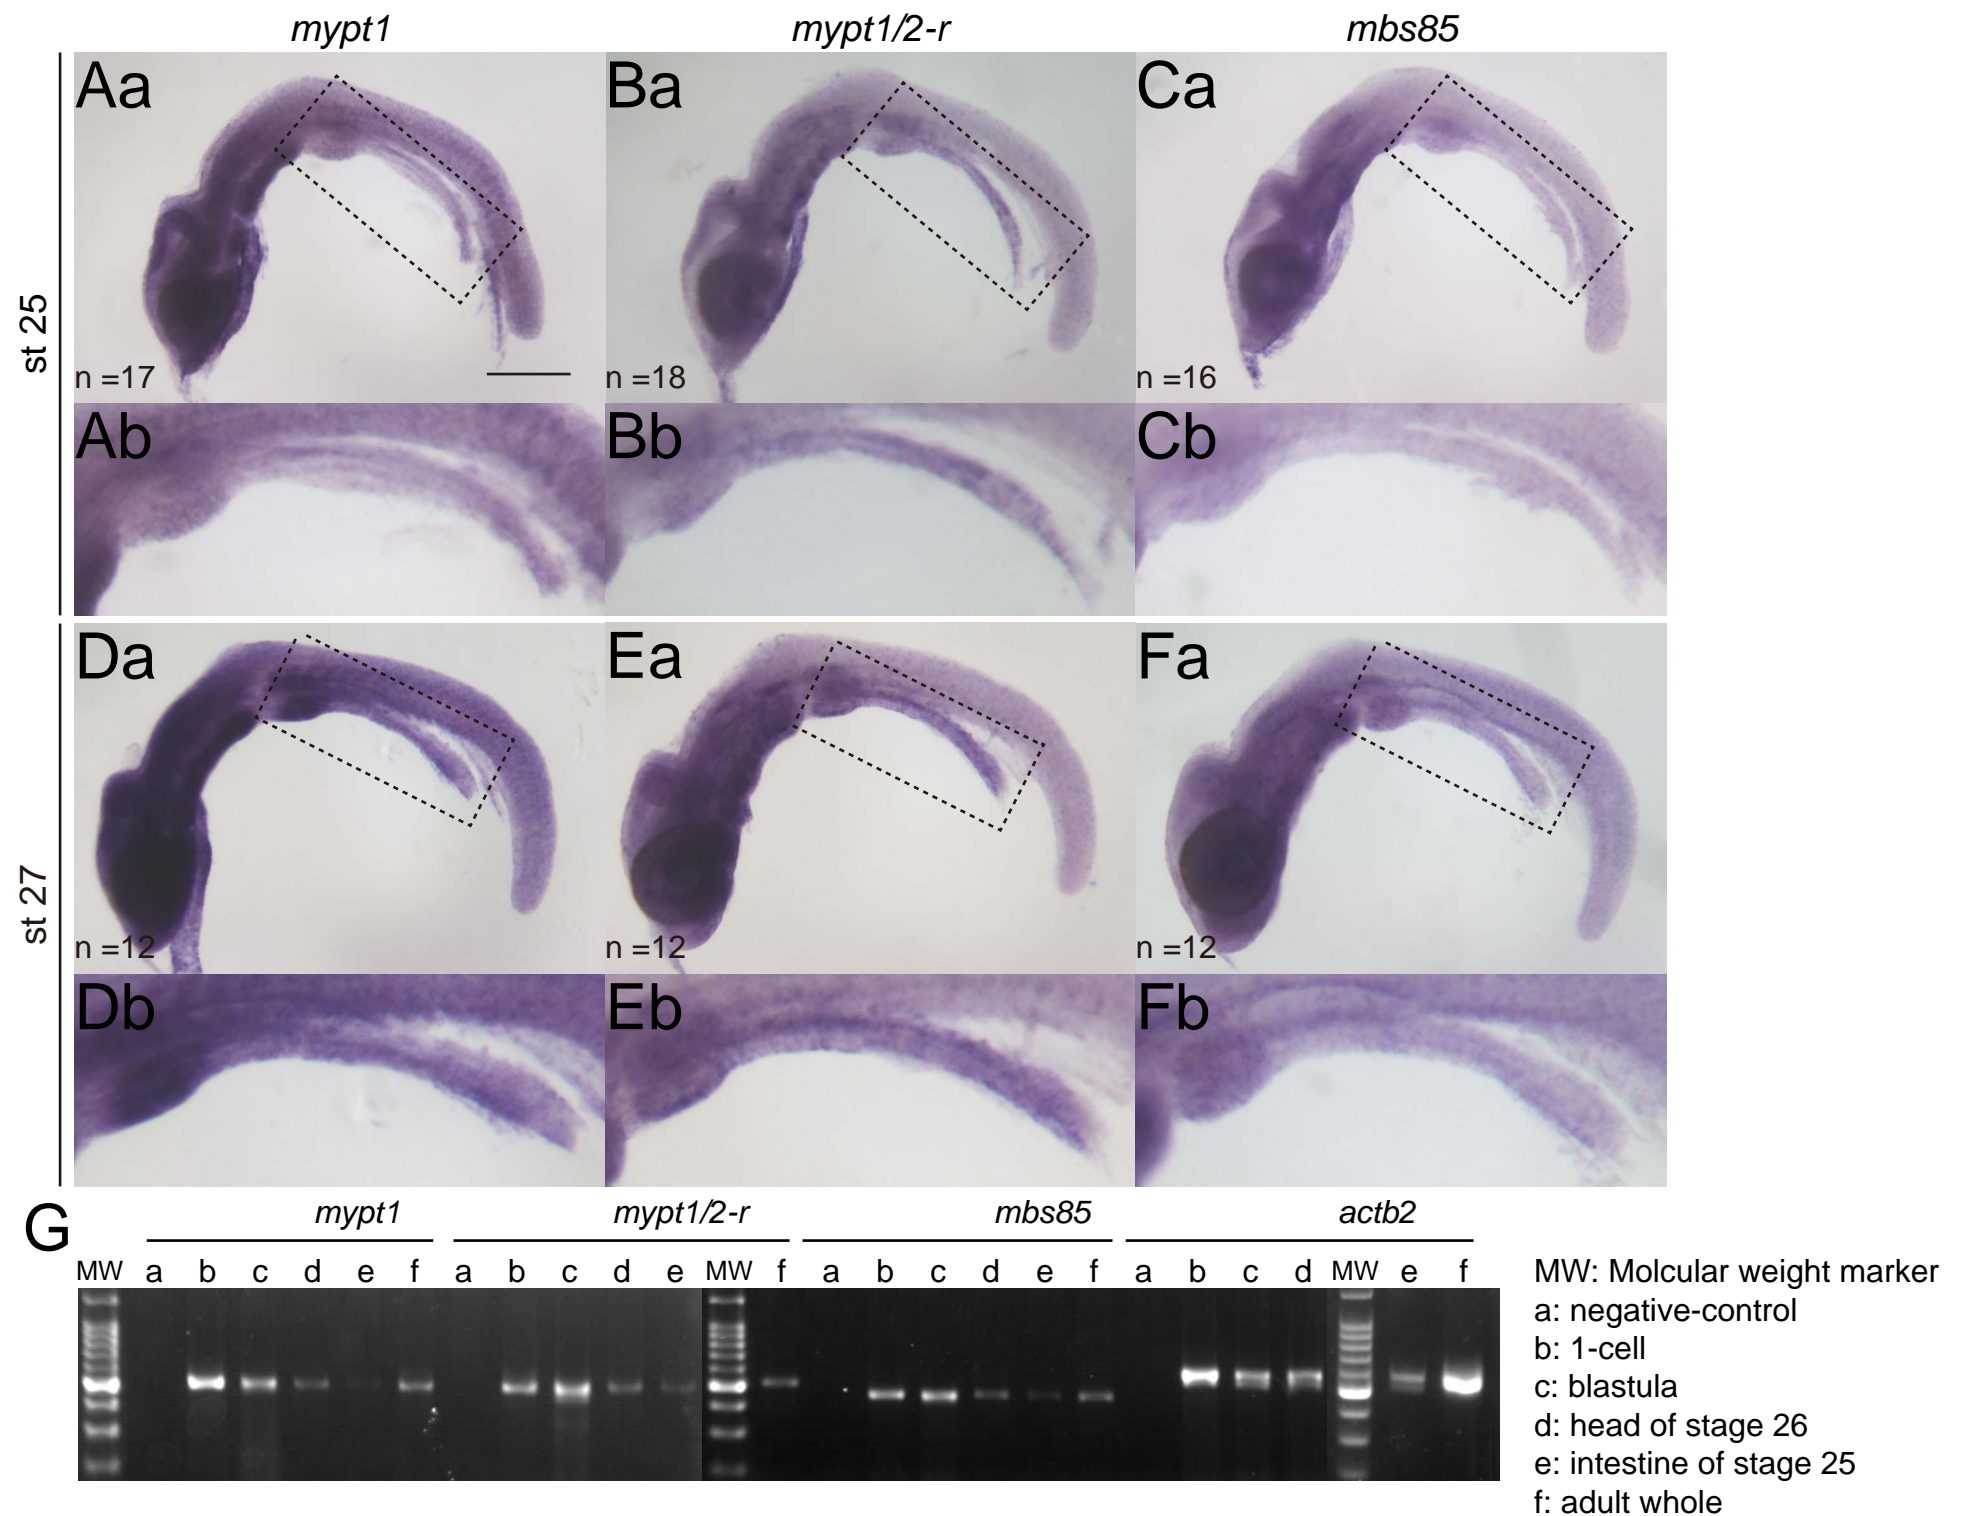 mypt1 mypt1/2-r mbs85
st 25
Aa Ba Ca
n =17 n =18 n =16
Ab Bb Cb
st 27
Da Ea Fa
n =12 n =12 n =12
Db Eb Fb
G
mypt1 mypt1/2-r mbs85 actb2
MW a b c d e f a b c d e MW f a b c d e f a b c d MW e f
MW: Molcular weight marker
a: negative-control
b: 1-cell
c: blastula
d: head of stage 26
e: intestine of stage 25
f: adult whole